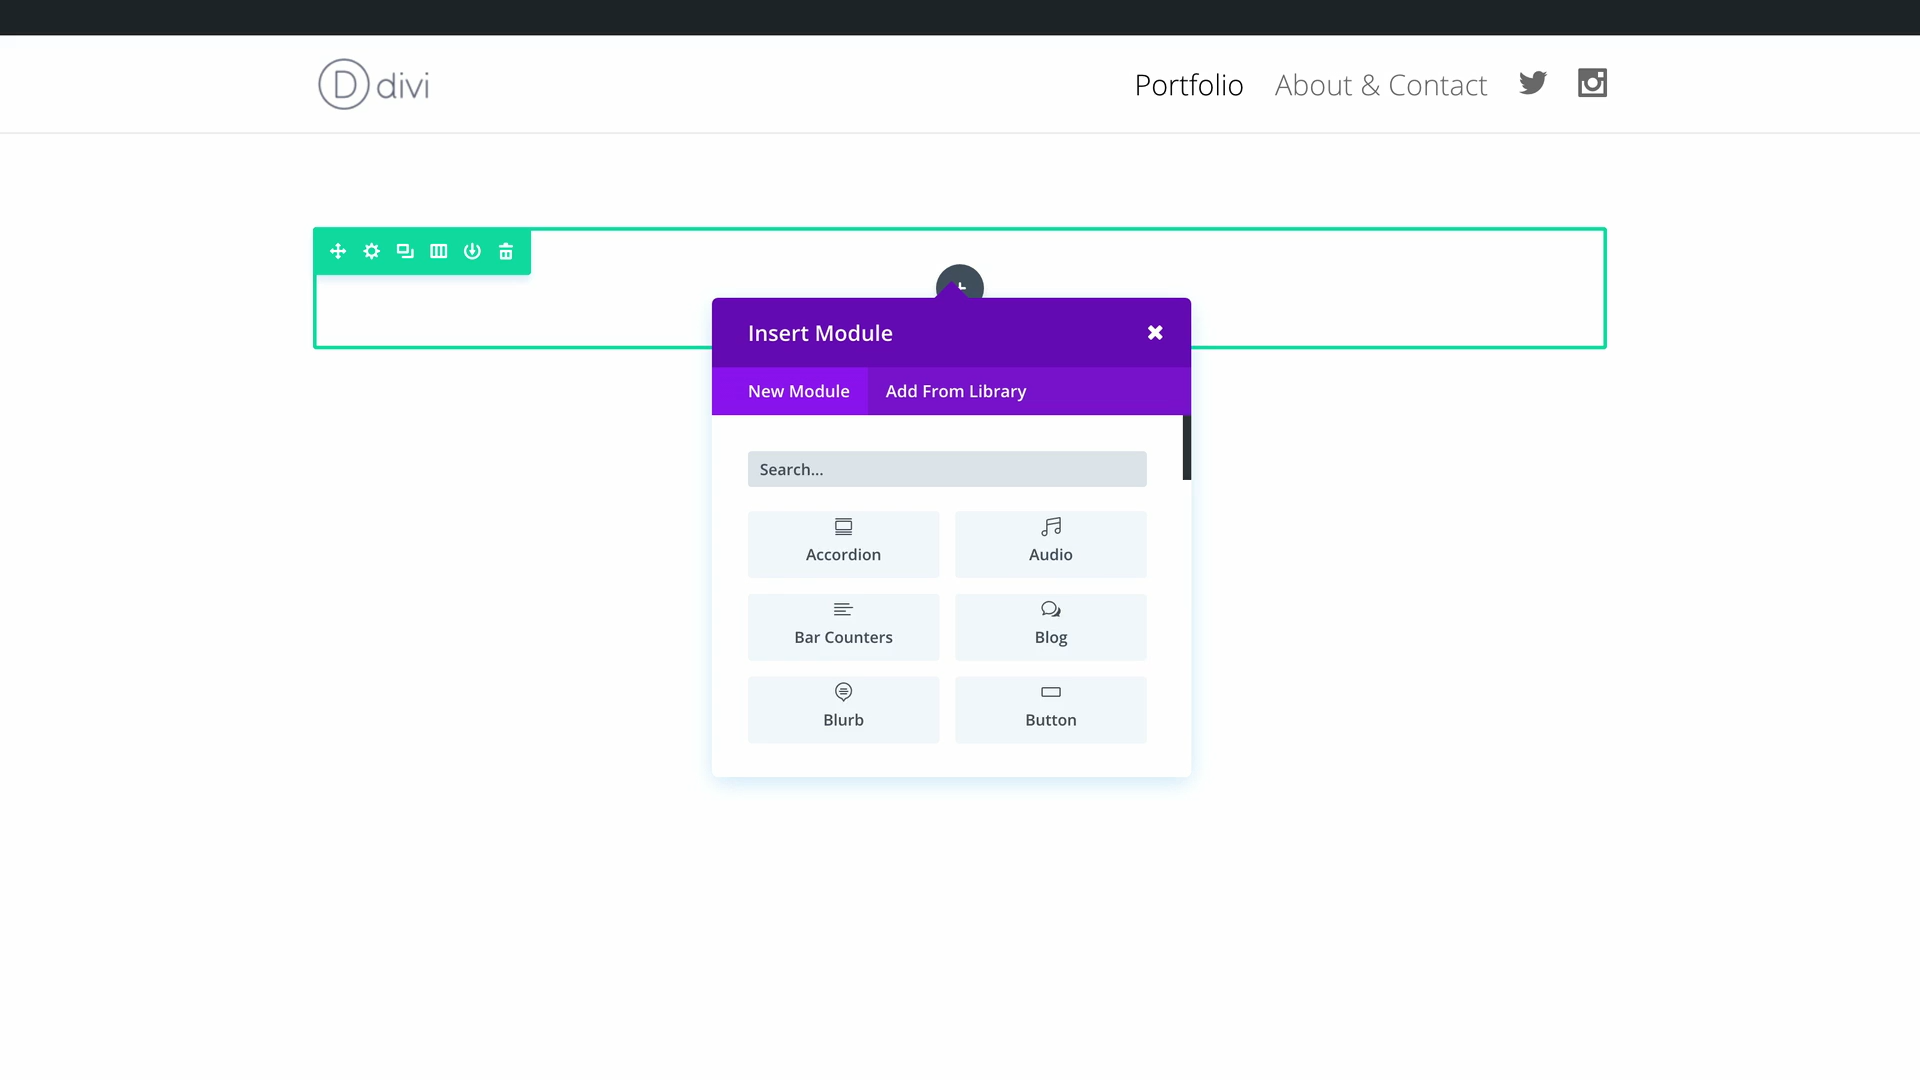 D divi
Portfolio About & Contact
Insert Module
New Module Add From Library
Search...
Accordion Audio
Bar Counters Blog
Blurb Button